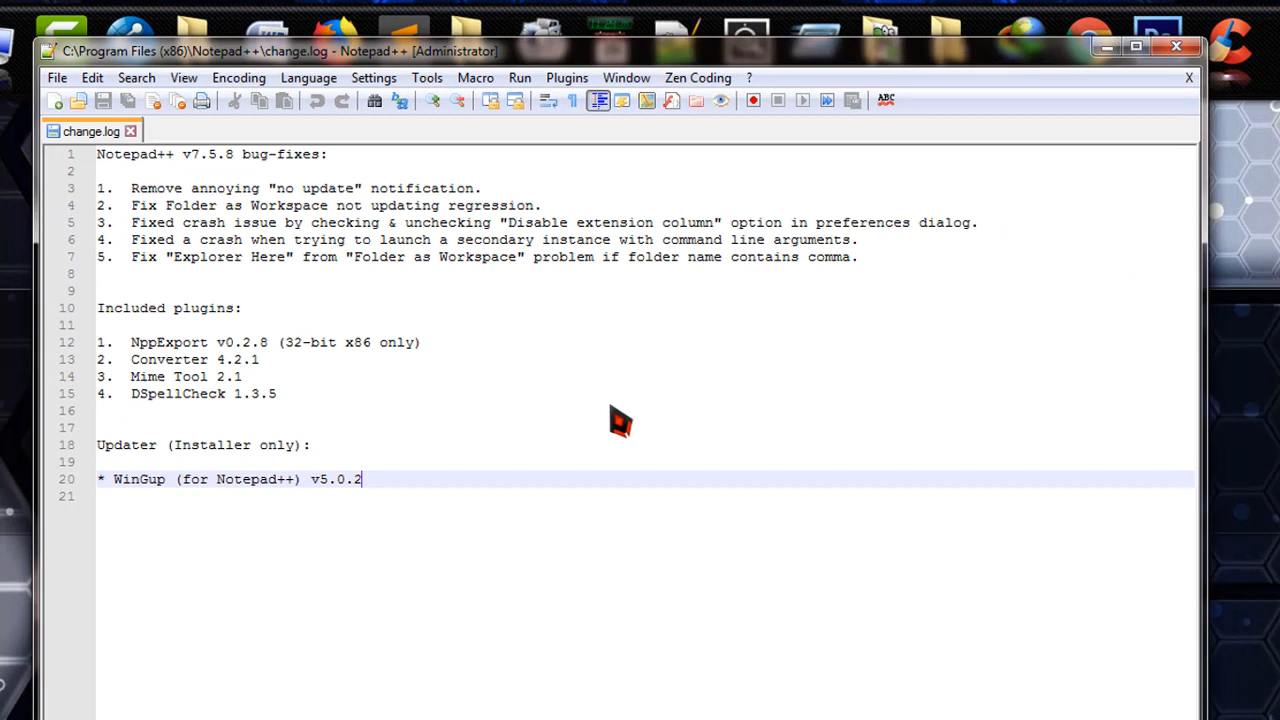 C:\Program Files (x86)\Notepad++\change.log - Notepad++ [Administrator]
File Edit Search View Encoding Language Settings Tools Macro Run Plugins Window Zen Coding ? X
ABC
change.log
1 Notepad++ v7.5.8 bug-fixes:
2
3 1. Remove annoying "no update" notification.
4 2. Fix Folder as Workspace not updating regression.
5 3. Fixed crash issue by checking & unchecking "Disable extension column" option in preferences dialog.
6 4. Fixed a crash when trying to launch a secondary instance with command line arguments.
7 5. Fix "Explorer Here" from "Folder as Workspace" problem if folder name contains comma.
8
9
10 Included plugins:
11
12 1. NppExport v0.2.8 (32-bit x86 only)
13 2. Converter 4.2.1
14 3. Mime Tool 2.1
15 4. DSpellCheck 1.3.5
16
17
18 Updater (Installer only):
19
20 * WinGup (for Notepad++) v5.0.2
21